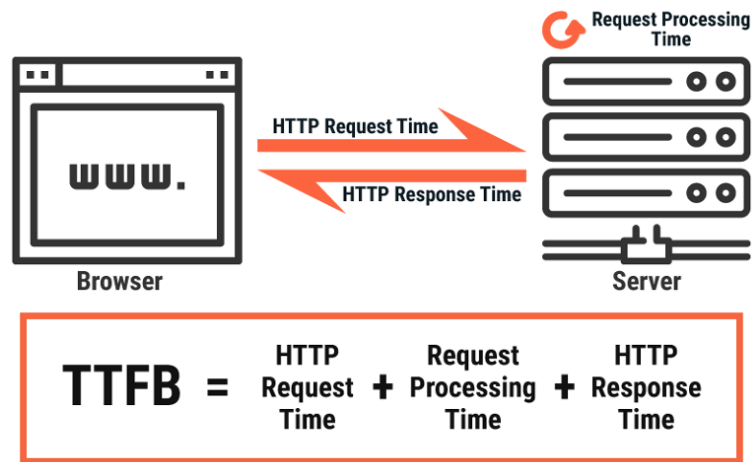 Request Processing
Time
www.
HTTP Request Time
HTTP Response Time
Browser
Server
TTFB = HTTP Request Time + Request Processing Time + HTTP Response Time